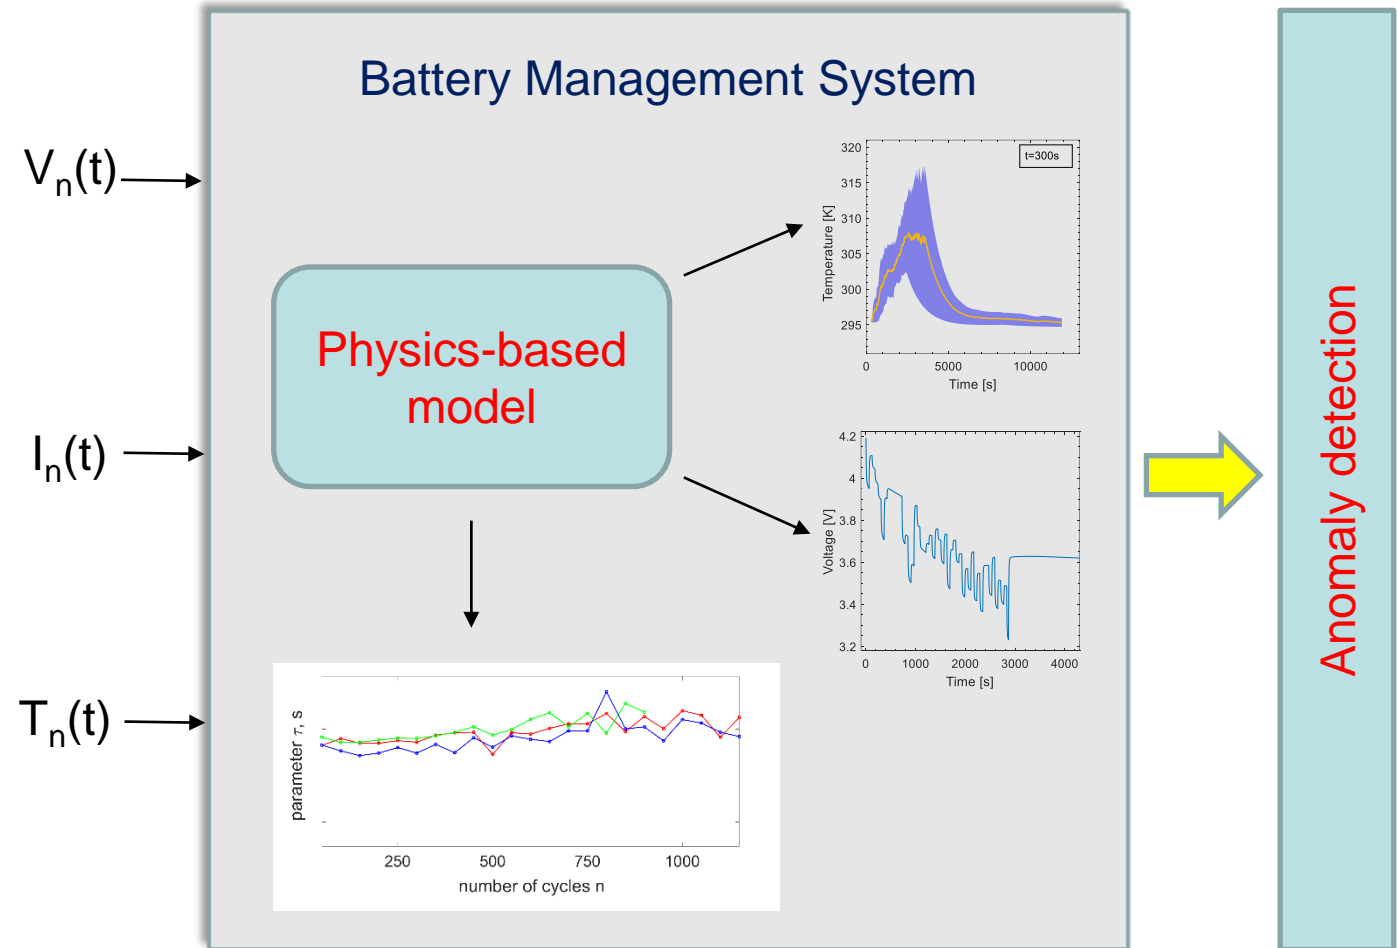 Battery Management System
Vn(t)
In(t)
Tn(t)
Physics-based
model
320
315
310
305
300
295
Temperature [K]
t=300s
0 5000 10000
Time [s]
4.2
4
3.8
3.6
3.4
3.2
Voltage [V]
0 1000 2000 3000 4000
Time [s]
parameter τ, s
250 500 750 1000
number of cycles n
Anomaly detection